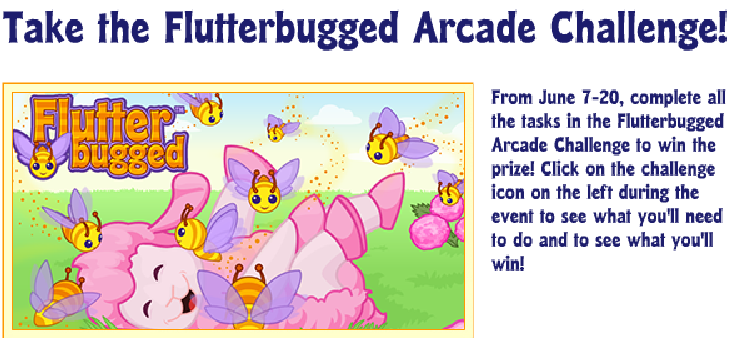 Take the Flutterbugged Arcade Challenge!
Flutter
bugged™
From June 7-20, complete all
the tasks in the Flutterbugged
Arcade Challenge to win the
prize! Click on the challenge
icon on the left during the
event to see what you'll need
to do and to see what you'll
win!